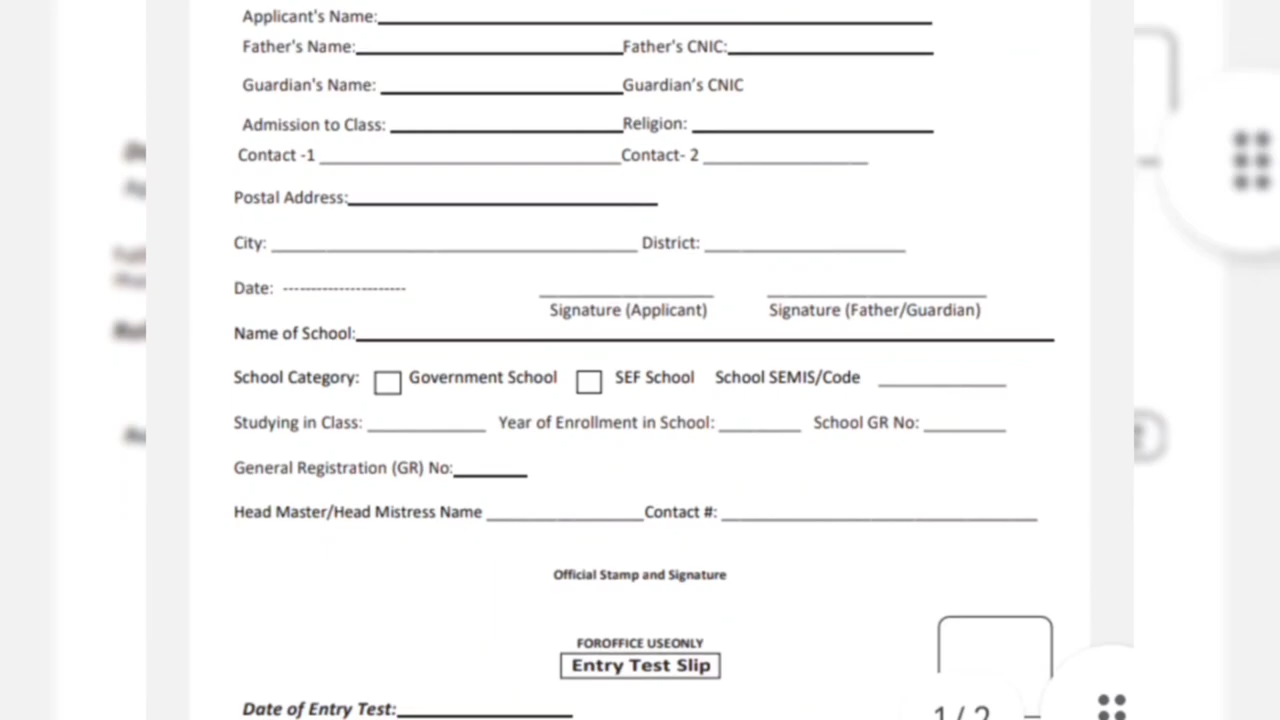 Applicant's Name:
Father's Name: Father's CNIC:
Guardian's Name: Guardian's CNIC
Admission to Class: Religion:
Contact -1 Contact- 2
Postal Address:
City: District:
Date: ----------------------
Signature (Applicant) Signature (Father/Guardian)
Name of School:
School Category: Government School SEF School School SEMIS/Code
Studying in Class: Year of Enrollment in School: School GR No:
General Registration (GR) No:
Head Master/Head Mistress Name Contact #:
Official Stamp and Signature
FOROFFICE USEONLY
Entry Test Slip
Date of Entry Test:
1 / 2